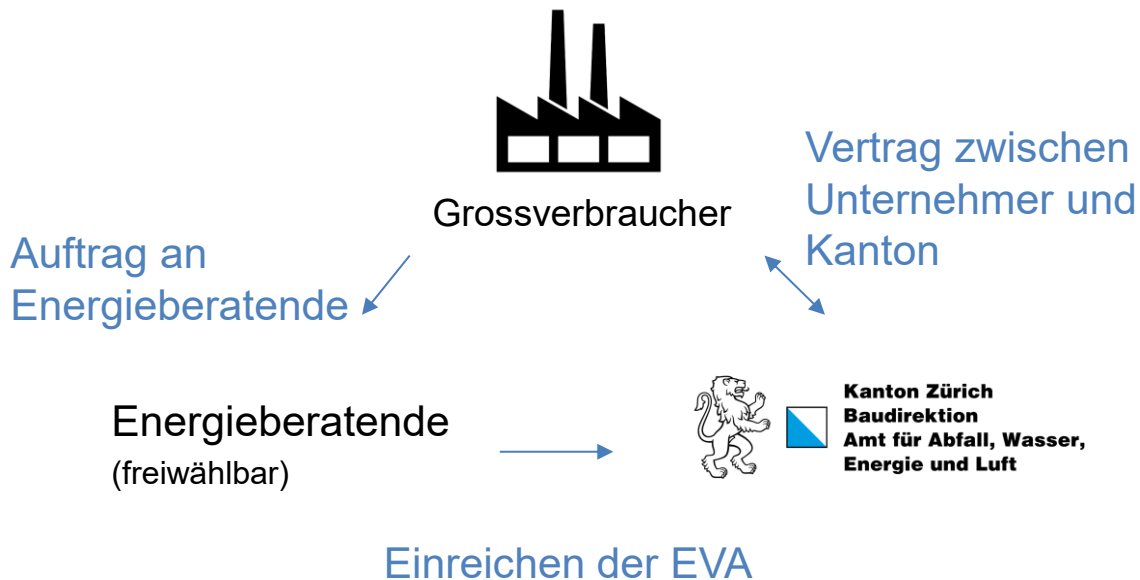 Grossverbraucher
Vertrag zwischen
Unternehmer und
Kanton
Auftrag an
Energieberatende
Energieberatende
(freiwählbar)
Kanton Zürich
Baudirektion
Amt für Abfall, Wasser,
Energie und Luft
Einreichen der EVA